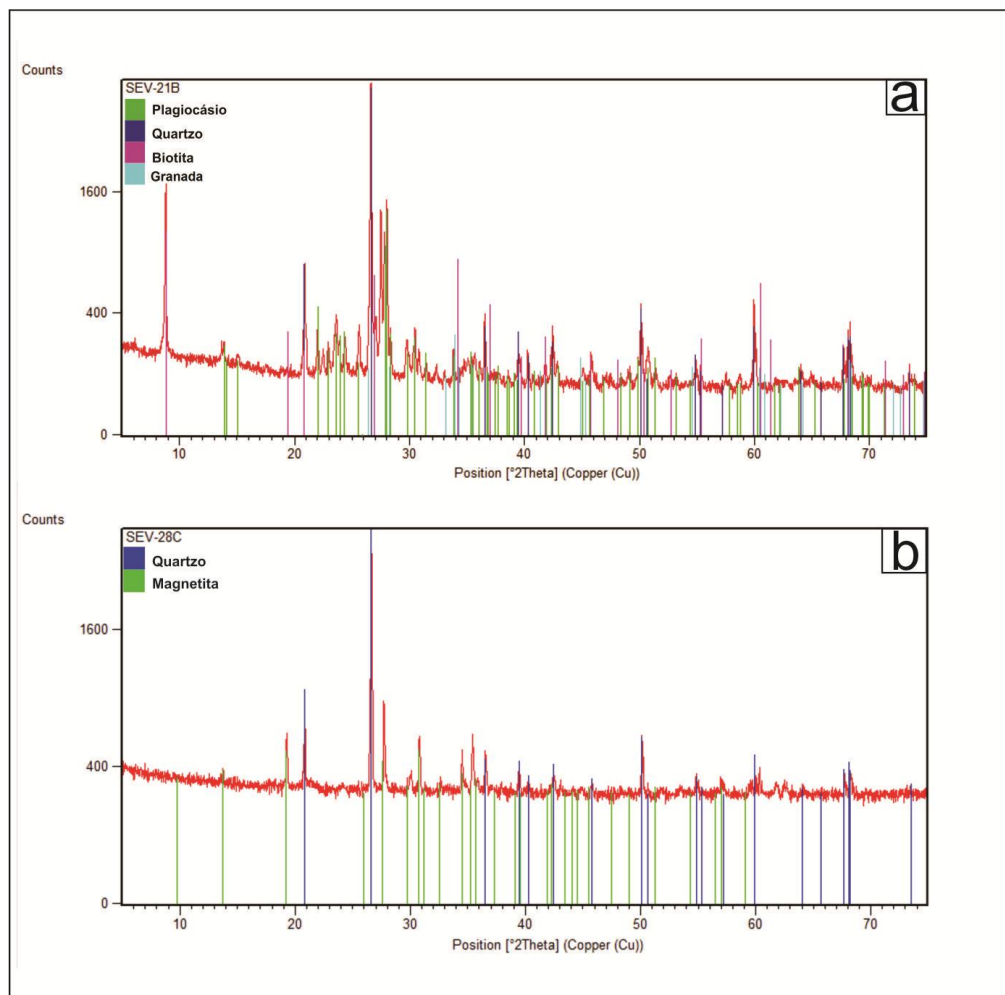 Counts
SEV-21B
a
Plagiocásio
Quartzo
Biotita
Granada
1600
400
0
10 20 30 40 50 60 70
Position [°2Theta] (Copper (Cu))
Counts
SEV-28C
b
Quartzo
Magnetita
1600
400
0
10 20 30 40 50 60 70
Position [°2Theta] (Copper (Cu))